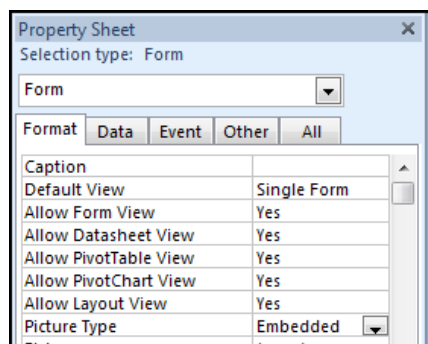 Property Sheet
Selection type: Form
Form
Format Data Event Other All
Caption
Default View Single Form
Allow Form View Yes
Allow Datasheet View Yes
Allow PivotTable View Yes
Allow PivotChart View Yes
Allow Layout View Yes
Picture Type Embedded